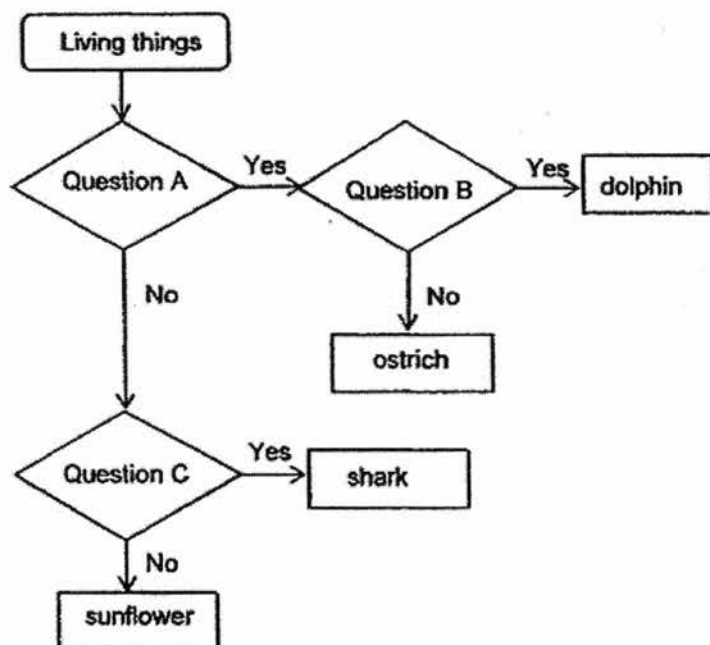 Living things
Question A
Yes
Question B
Yes
dolphin
No
No
ostrich
Question C
Yes
shark
No
sunflower